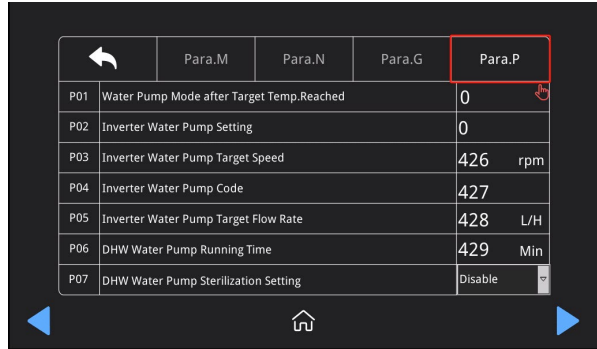 Para.M Para.N Para.G Para.P
P01 Water Pump Mode after Target Temp.Reached 0
P02 Inverter Water Pump Setting 0
P03 Inverter Water Pump Target Speed 426 rpm
P04 Inverter Water Pump Code 427
P05 Inverter Water Pump Target Flow Rate 428 L/H
P06 DHW Water Pump Running Time 429 Min
P07 DHW Water Pump Sterilization Setting Disable